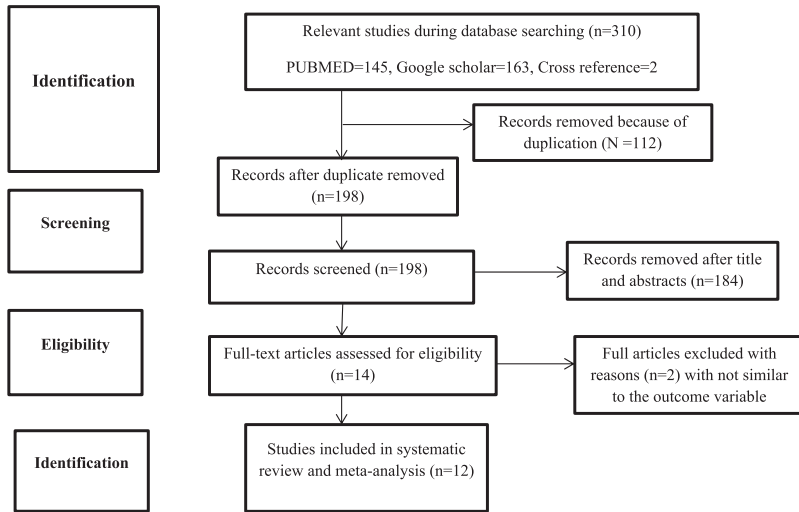 Identification
Relevant studies during database searching (n=310)
PUBMED=145, Google scholar=163, Cross reference=2
Records removed because of
duplication (N =112)
Records after duplicate removed
(n=198)
Screening
Records screened (n=198)
Records removed after title
and abstracts (n=184)
Eligibility
Full-text articles assessed for eligibility
(n=14)
Full articles excluded with
reasons (n=2) with not similar
to the outcome variable
Identification
Studies included in systematic
review and meta-analysis (n=12)